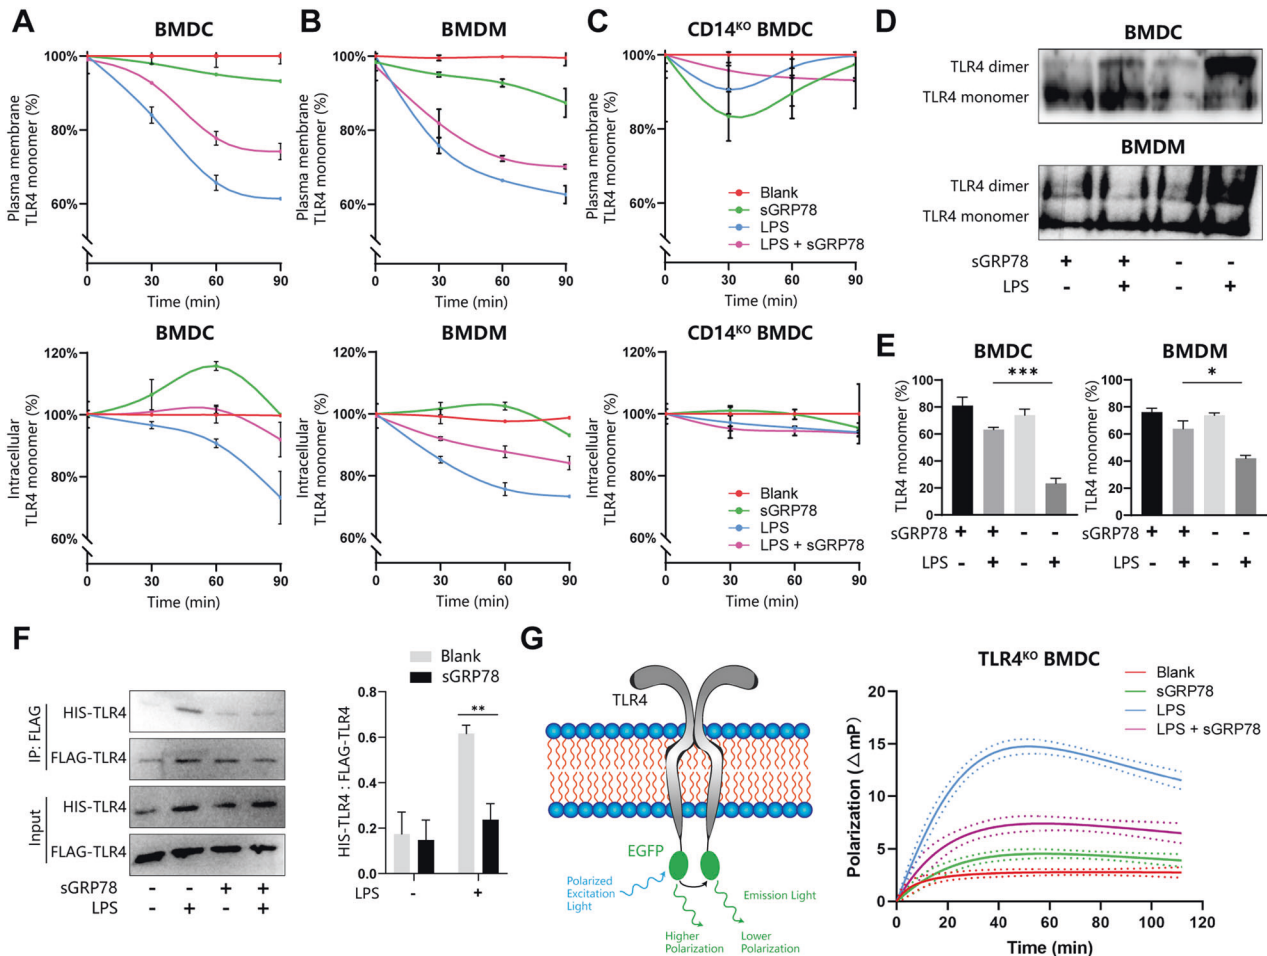 A
BMDC
100%
80%
60%
Plasma membrane
TLR4 monomer (%)
0 30 60 90
Time (min)
B
BMDM
100%
80%
60%
Plasma membrane
TLR4 monomer (%)
0 30 60 90
Time (min)
C
CD14KO BMDC
100%
80%
60%
Plasma membrane
TLR4 monomer (%)
Blank
sGRP78
LPS
LPS + sGRP78
0 30 60 90
Time (min)
D
BMDC
TLR4 dimer
TLR4 monomer
BMDM
TLR4 dimer
TLR4 monomer
sGRP78 + + - -
LPS - + - +
BMDC
120%
100%
80%
60%
Intracellular
TLR4 monomer (%)
0 30 60 90
Time (min)
BMDM
120%
100%
80%
60%
Intracellular
TLR4 monomer (%)
0 30 60 90
Time (min)
CD14KO BMDC
120%
100%
80%
60%
Intracellular
TLR4 monomer (%)
Blank
sGRP78
LPS
LPS + sGRP78
0 30 60 90
Time (min)
E
BMDC
***
100
80
60
40
20
0
TLR4 monomer (%)
sGRP78 + + - -
LPS - + - +
BMDM
*
100
80
60
40
20
0
TLR4 monomer (%)
sGRP78 + + - -
LPS - + - +
F
IP: FLAG
HIS-TLR4
FLAG-TLR4
Input
HIS-TLR4
FLAG-TLR4
sGRP78 - - + +
LPS - + - +
Blank
sGRP78
**
0.8
0.6
0.4
0.2
0.0
HIS-TLR4 : FLAG-TLR4
LPS - +
G
TLR4
EGFP
Polarized
Excitation
Light
Emission Light
Higher
Polarization
Lower
Polarization
TLR4KO BMDC
Blank
sGRP78
LPS
LPS + sGRP78
20
15
10
5
0
Polarization (△mP)
0 20 40 60 80 100 120
Time (min)